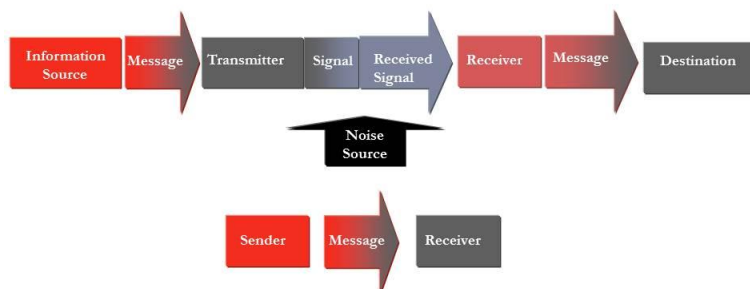 Information
Source
Message
Transmitter
Signal
Received
Signal
Receiver
Message
Destination
Noise
Source
Sender
Message
Receiver